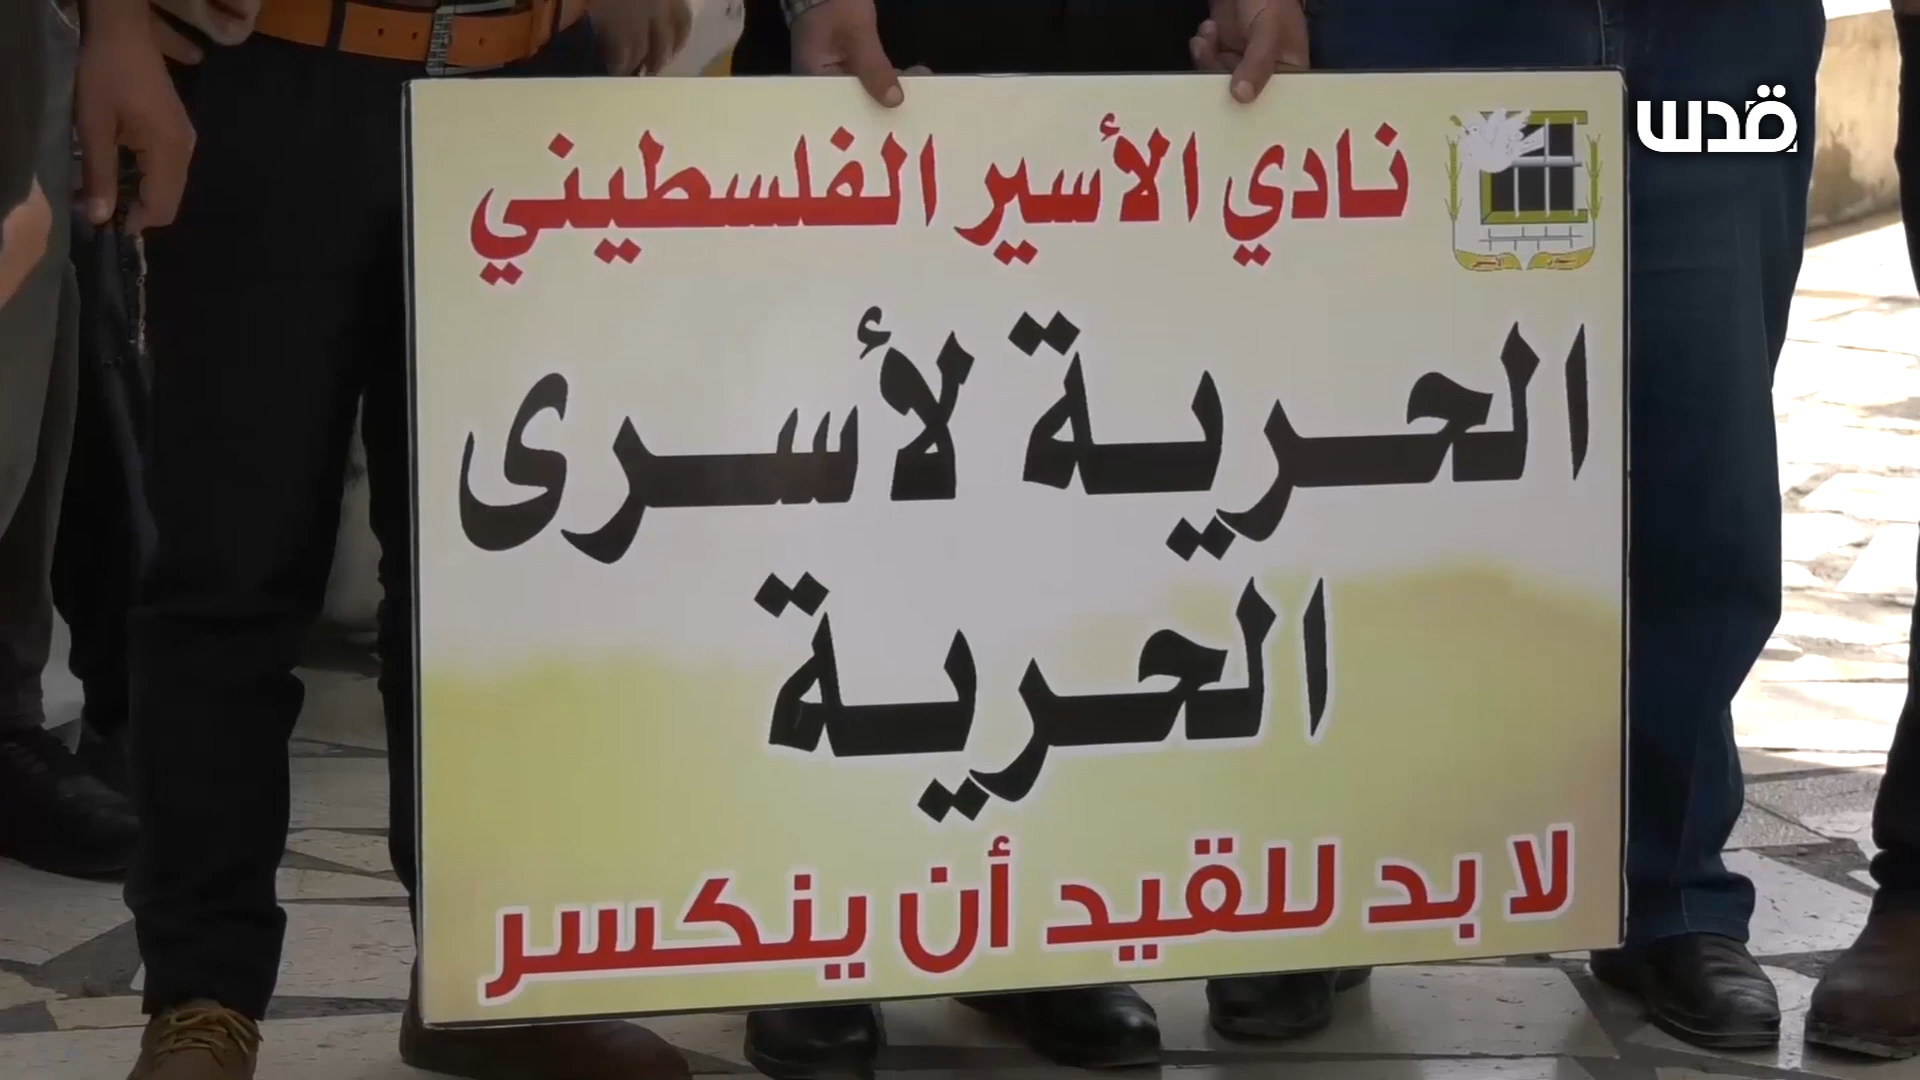 قدس
نادي الأسير الفلسطيني
الحرية لأسرى
الحرية
لا بد للقيد أن ينكسر